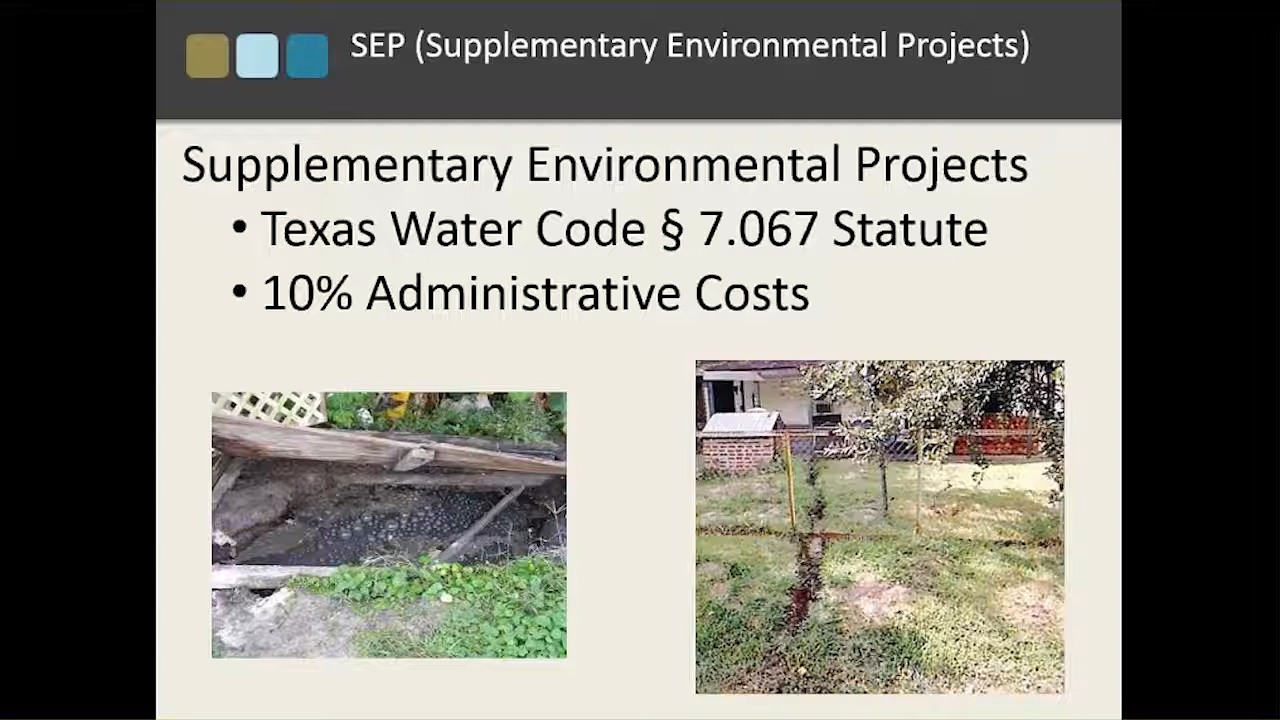 SEP (Supplementary Environmental Projects)
Supplementary Environmental Projects
• Texas Water Code § 7.067 Statute
• 10% Administrative Costs